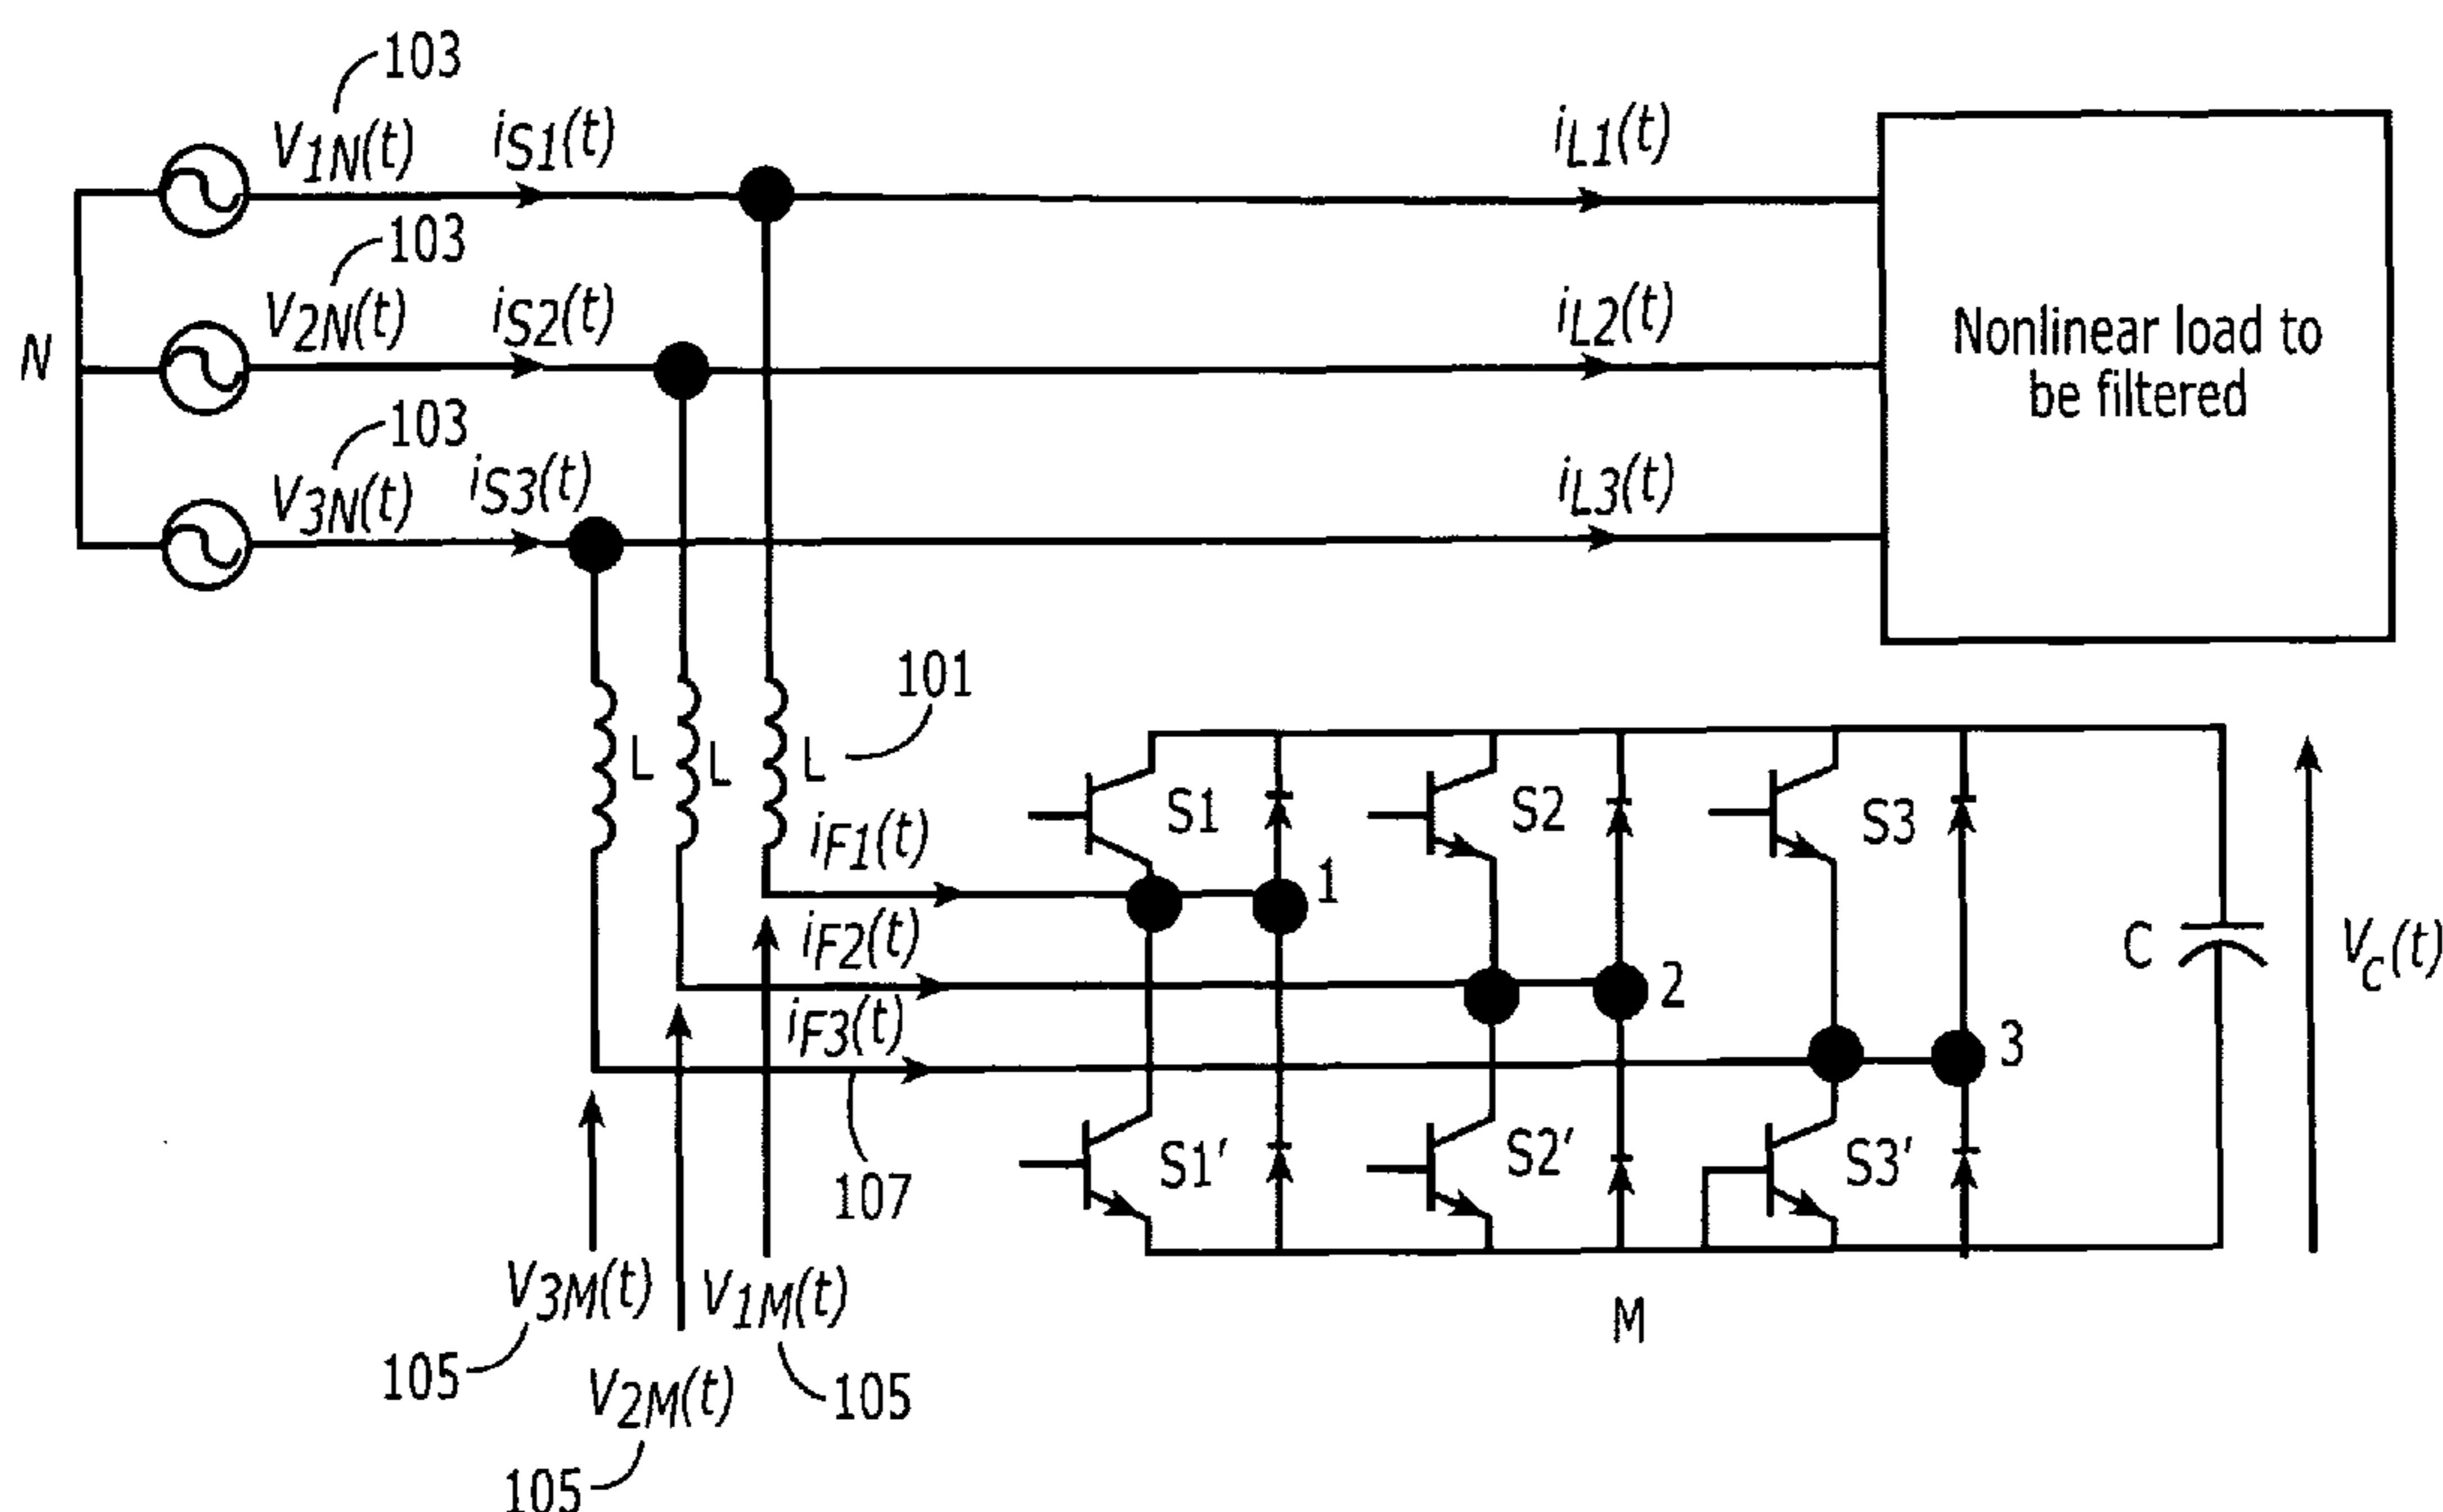 103
V1N(t)
iS1(t)
iL1(t)
103
V2N(t)
iS2(t)
iL2(t)
N
Nonlinear load to
be filtered
103
V3N(t)
iS3(t)
iL3(t)
101
L
L
L
S1
S2
S3
iF1(t)
1
iF2(t)
2
C
VC(t)
iF3(t)
3
S1'
S2'
S3'
107
V3M(t)
V1M(t)
M
105
V2M(t)
105
105